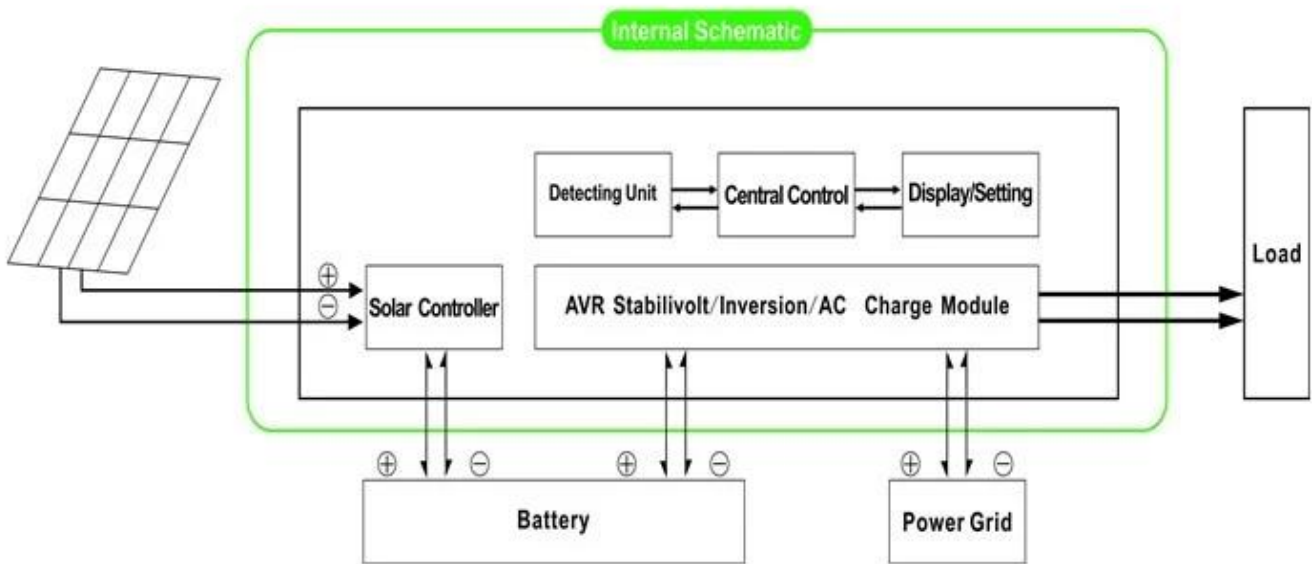 Internal Schematic
Detecting Unit
Central Control
Display/Setting
Load
+
−
Solar Controller
AVR Stabilivolt/Inversion/AC Charge Module
+ − + − + −
Battery
Power Grid